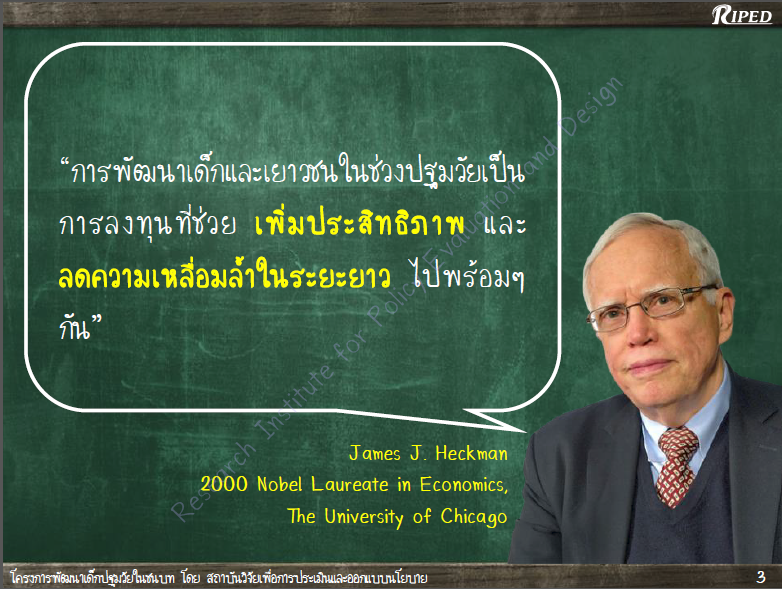 RIPED
“การพัฒนาเด็กและเยาวชนในช่วงปฐมวัยเป็น
การลงทุนที่ช่วย เพิ่มประสิทธิภาพ และ
ลดความเหลื่อมล้ำในระยะยาว ไปพร้อมๆ
กัน”
Research Institute for Policy Evaluation and Design
James J. Heckman
2000 Nobel Laureate in Economics,
The University of Chicago
โครงการพัฒนาเด็กปฐมวัยในชนบท โดย สถาบันวิจัยเพื่อการประเมินและออกแบบนโยบาย
3